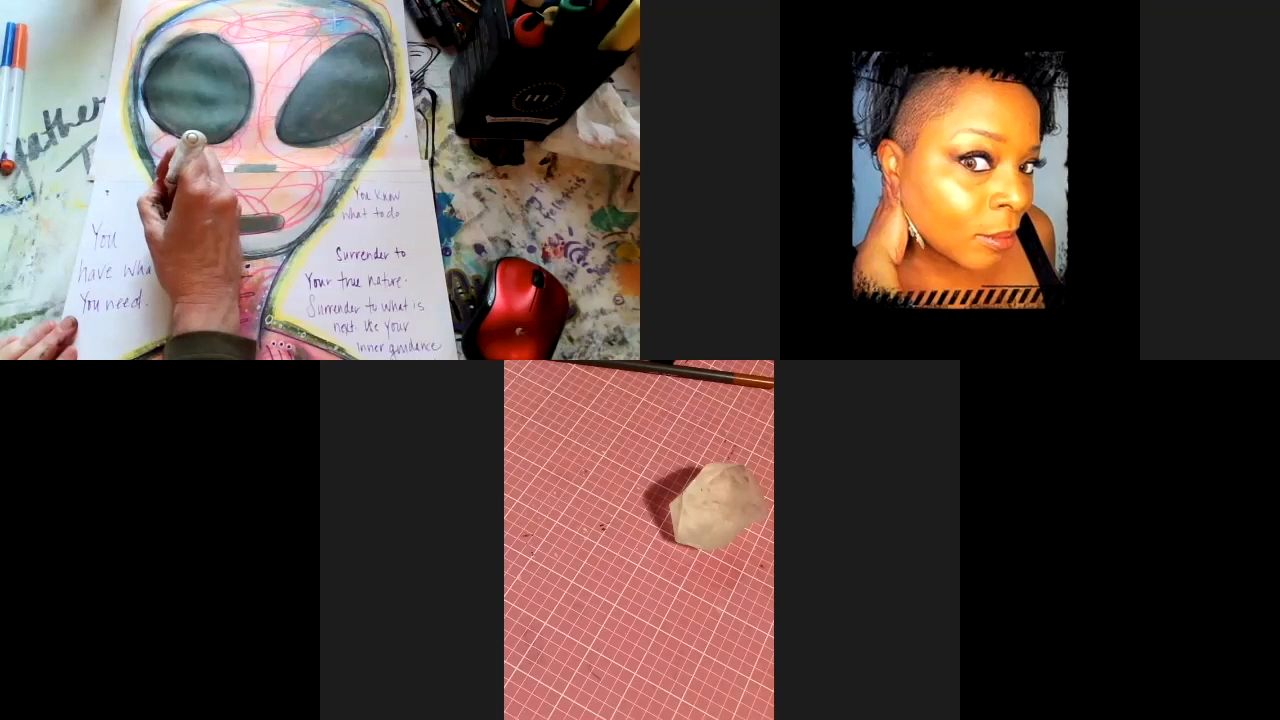 father
You
have wha
You need.
You know
what to do
Surrender to
Your true nature.
Surrender to what is
next. Use your
inner guidance